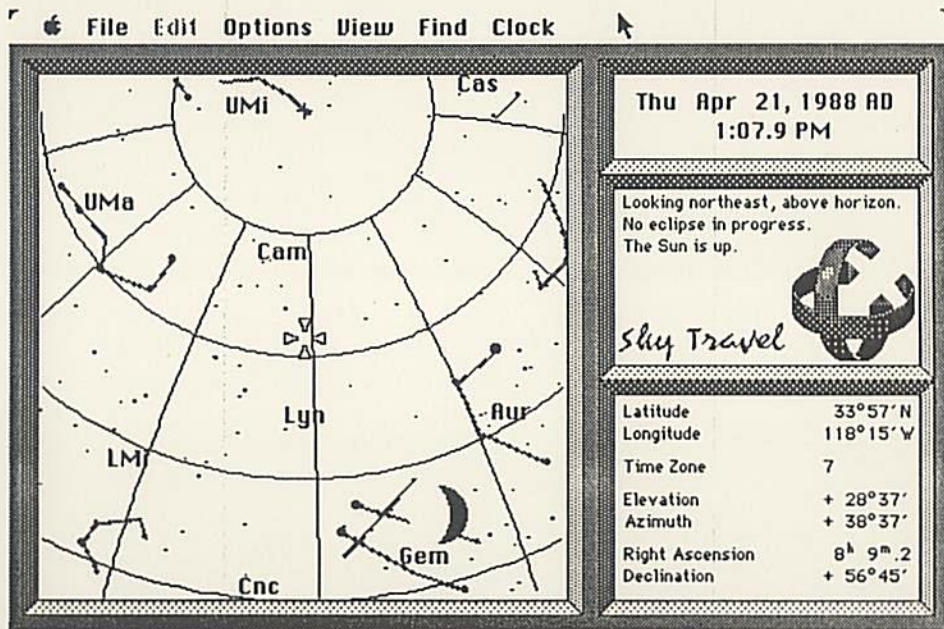 File Edit Options View Find Clock
UMi
Cas
UMa
Cam
Lyn
Aur
LMi
Gem
Cnc
Thu Apr 21, 1988 AD
1:07.9 PM
Looking northeast, above horizon.
No eclipse in progress.
The Sun is up.
Sky Travel
Latitude 33°57'N
Longitude 118°15'W
Time Zone 7
Elevation + 28°37'
Azimuth + 38°37'
Right Ascension 8ʰ 9ᵐ.2
Declination + 56°45'